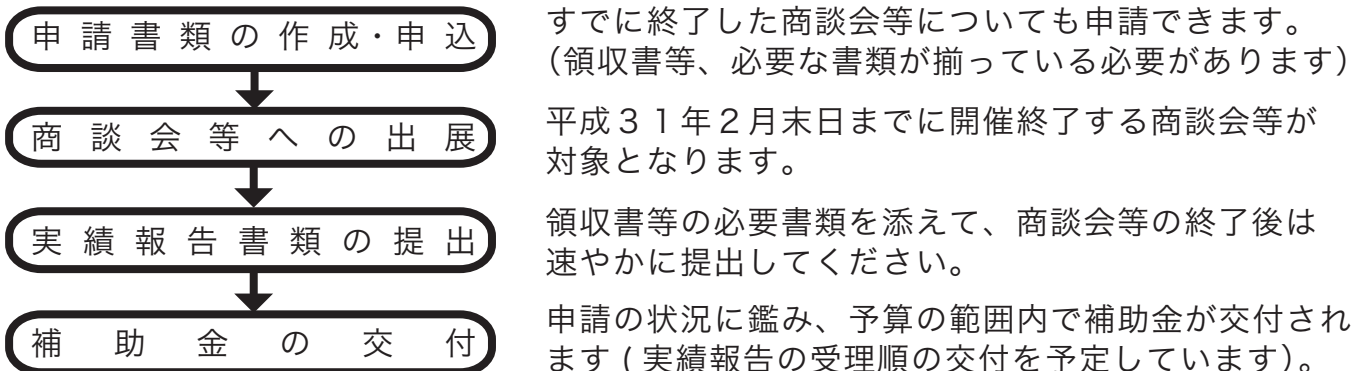 申請書類の作成・申込
すでに終了した商談会等についても申請できます。
（領収書等、必要な書類が揃っている必要があります）
商談会等への出展
平成３１年２月末日までに開催終了する商談会等が
対象となります。
実績報告書類の提出
領収書等の必要書類を添えて、商談会等の終了後は
速やかに提出してください。
補助金の交付
申請の状況に鑑み、予算の範囲内で補助金が交付され
ます（実績報告の受理順の交付を予定しています）。